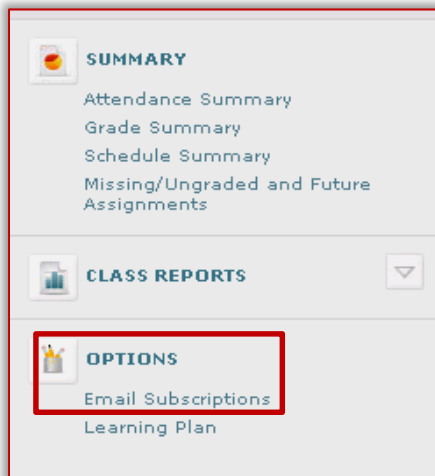 SUMMARY
Attendance Summary
Grade Summary
Schedule Summary
Missing/Ungraded and Future
Assignments
CLASS REPORTS
OPTIONS
Email Subscriptions
Learning Plan